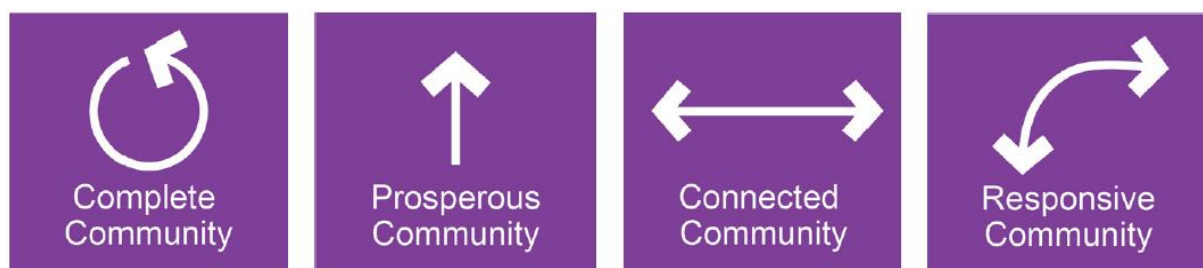 Complete
Community
Prosperous
Community
Connected
Community
Responsive
Community